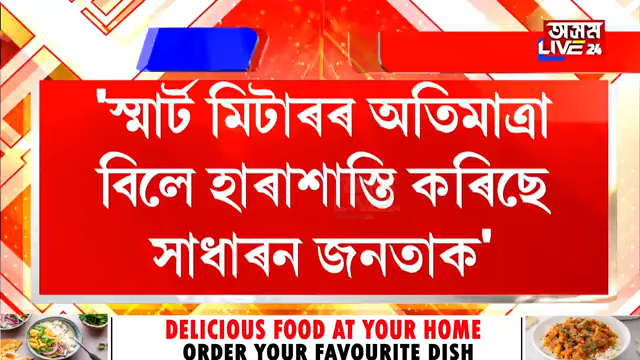 অসম
LIVE 24
'স্মাৰ্ট মিটাৰৰ অতিমাত্ৰা
বিলে হাৰাশাস্তি কৰিছে
সাধাৰন জনতাক'
DELICIOUS FOOD AT YOUR HOME
ORDER YOUR FAVOURITE DISH